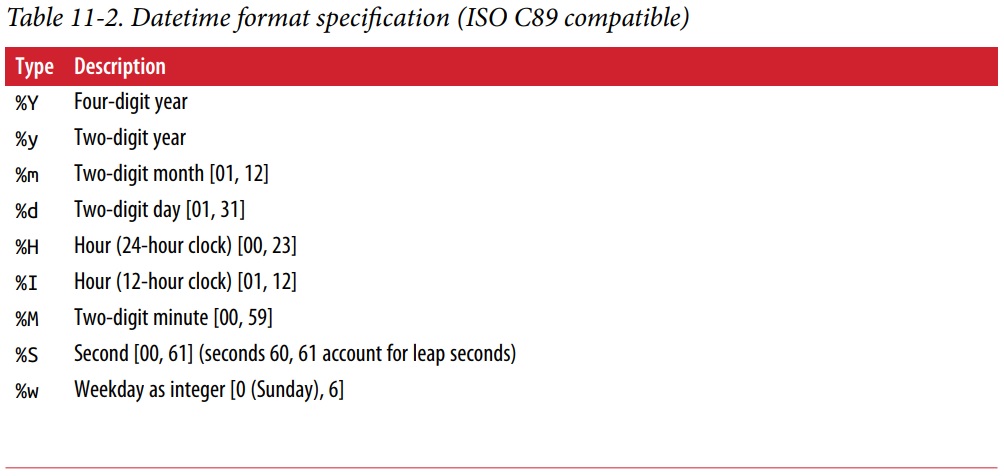 Table 11-2. Datetime format specification (ISO C89 compatible)
Type Description
%Y Four-digit year
%y Two-digit year
%m Two-digit month [01, 12]
%d Two-digit day [01, 31]
%H Hour (24-hour clock) [00, 23]
%I Hour (12-hour clock) [01, 12]
%M Two-digit minute [00, 59]
%S Second [00, 61] (seconds 60, 61 account for leap seconds)
%w Weekday as integer [0 (Sunday), 6]